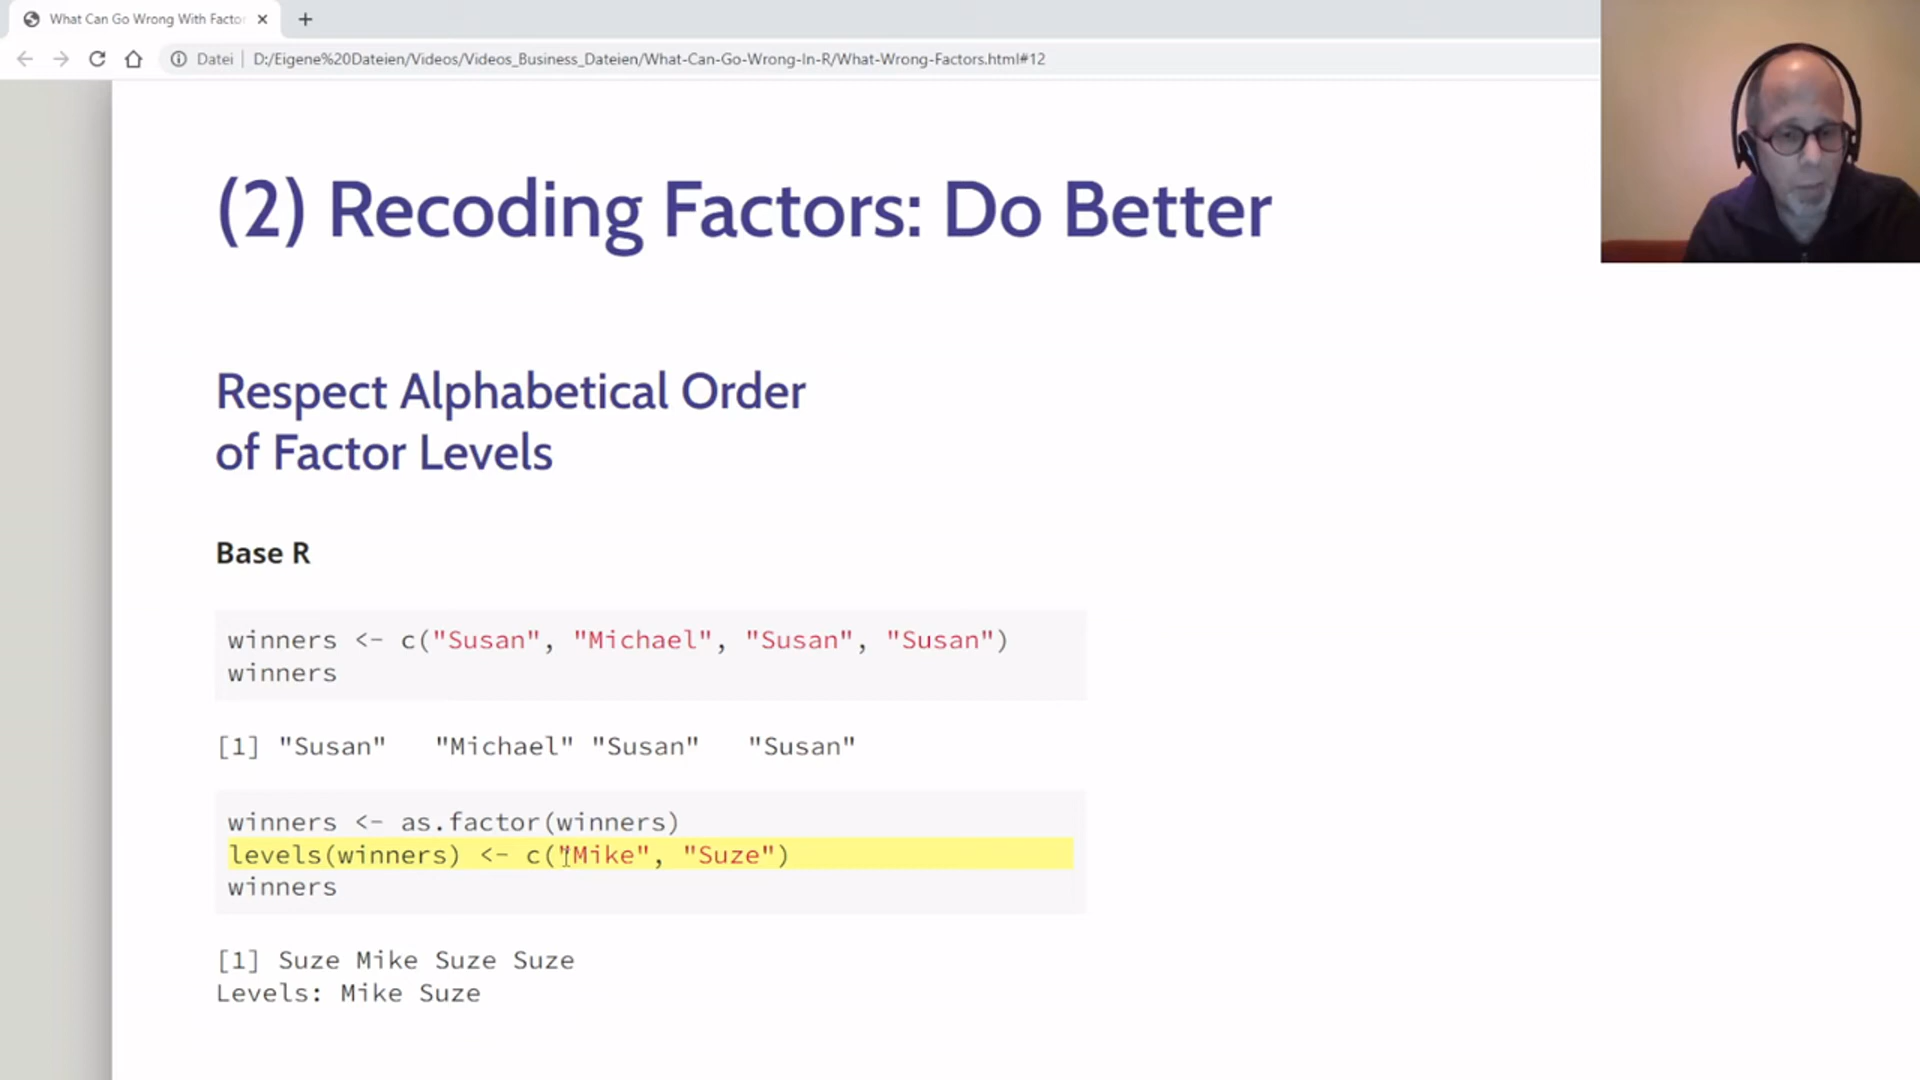 What Can Go Wrong With Facto
Datei
D:/Eigene%20Dateien/Videos/Videos_Business_Dateien/What-Can-Go-Wrong-In-R/What-Wrong-Factors.html#12
(2) Recoding Factors: Do Better
Respect Alphabetical Order
of Factor Levels
Base R
winners <- c("Susan", "Michael", "Susan", "Susan")
winners
[1] "Susan"   "Michael" "Susan"   "Susan"
winners <- as.factor(winners)
levels(winners) <- c("Mike", "Suze")
winners
[1] Suze Mike Suze Suze
Levels: Mike Suze